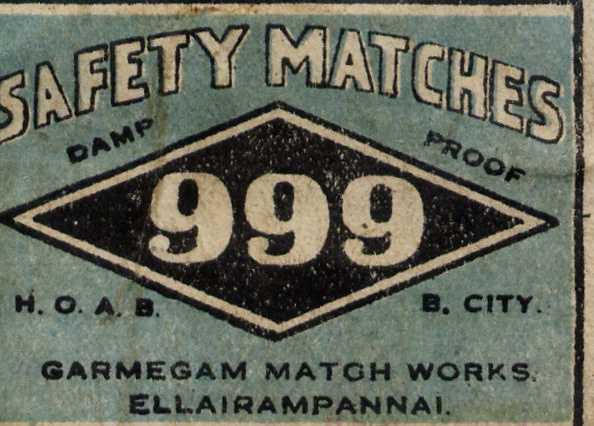 SAFETY MATCHES
DAMP PROOF
999
H. O. A. B. B. CITY.
GARMEGAM MATCH WORKS.
ELLAIRAMPANNAI.